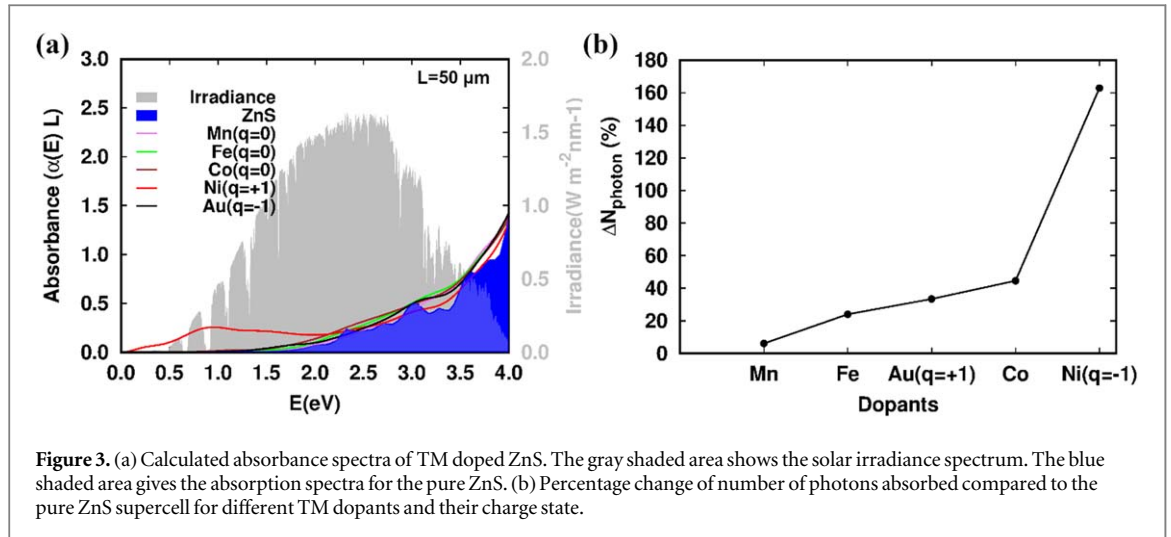 (a)
3.0
2.5
2.0
1.5
1.0
0.5
0.0
Absorbance (α(E) L)
L=50 μm
Irradiance
ZnS
Mn(q=0)
Fe(q=0)
Co(q=0)
Ni(q=+1)
Au(q=-1)
2.0
1.5
1.0
0.5
0.0
Irradiance(W m-2nm-1)
0.0 0.5 1.0 1.5 2.0 2.5 3.0 3.5 4.0
E(eV)
(b)
180
160
140
120
100
80
60
40
20
0
ΔNphoton (%)
Mn Fe Au(q=+1) Co Ni(q=-1)
Dopants
Figure 3. (a) Calculated absorbance spectra of TM doped ZnS. The gray shaded area shows the solar irradiance spectrum. The blue
shaded area gives the absorption spectra for the pure ZnS. (b) Percentage change of number of photons absorbed compared to the
pure ZnS supercell for different TM dopants and their charge state.